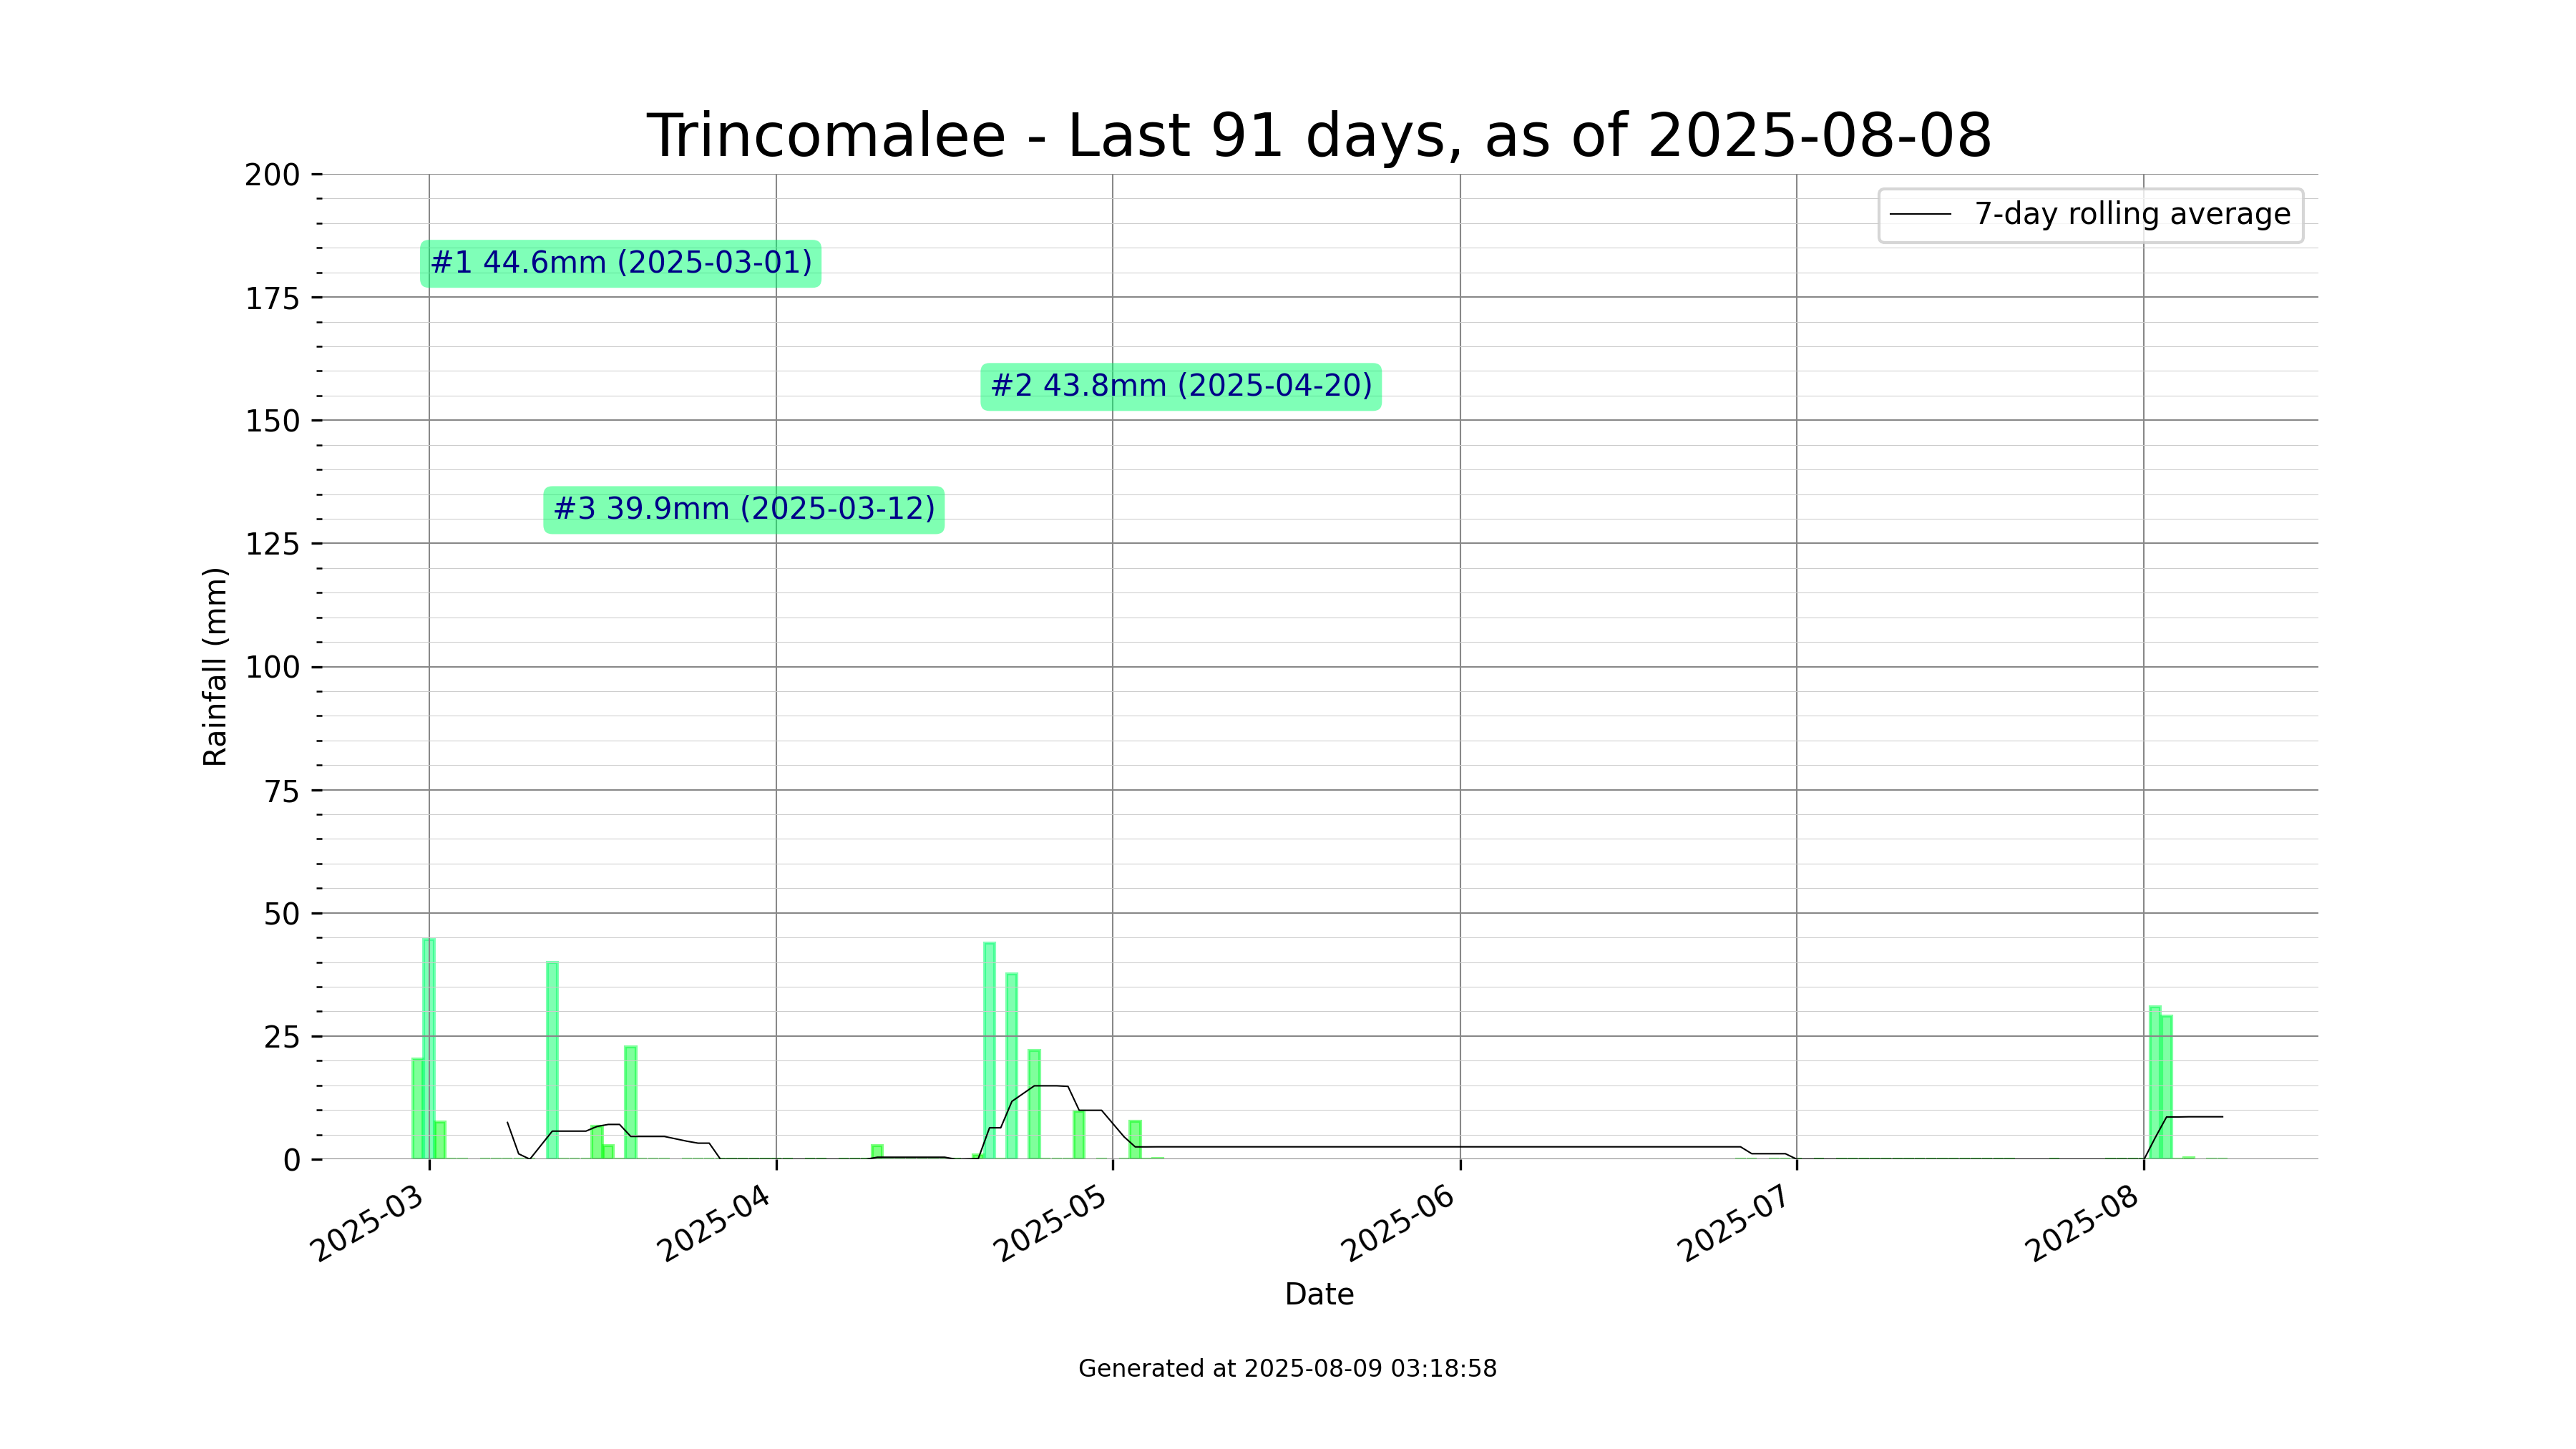 Trincomalee - Last 91 days, as of 2025-08-08
7-day rolling average
#1 44.6mm (2025-03-01)
#2 43.8mm (2025-04-20)
#3 39.9mm (2025-03-12)
Rainfall (mm)
200
175
150
125
100
75
50
25
0
2025-03
2025-04
2025-05
2025-06
2025-07
2025-08
Date
Generated at 2025-08-09 03:18:58